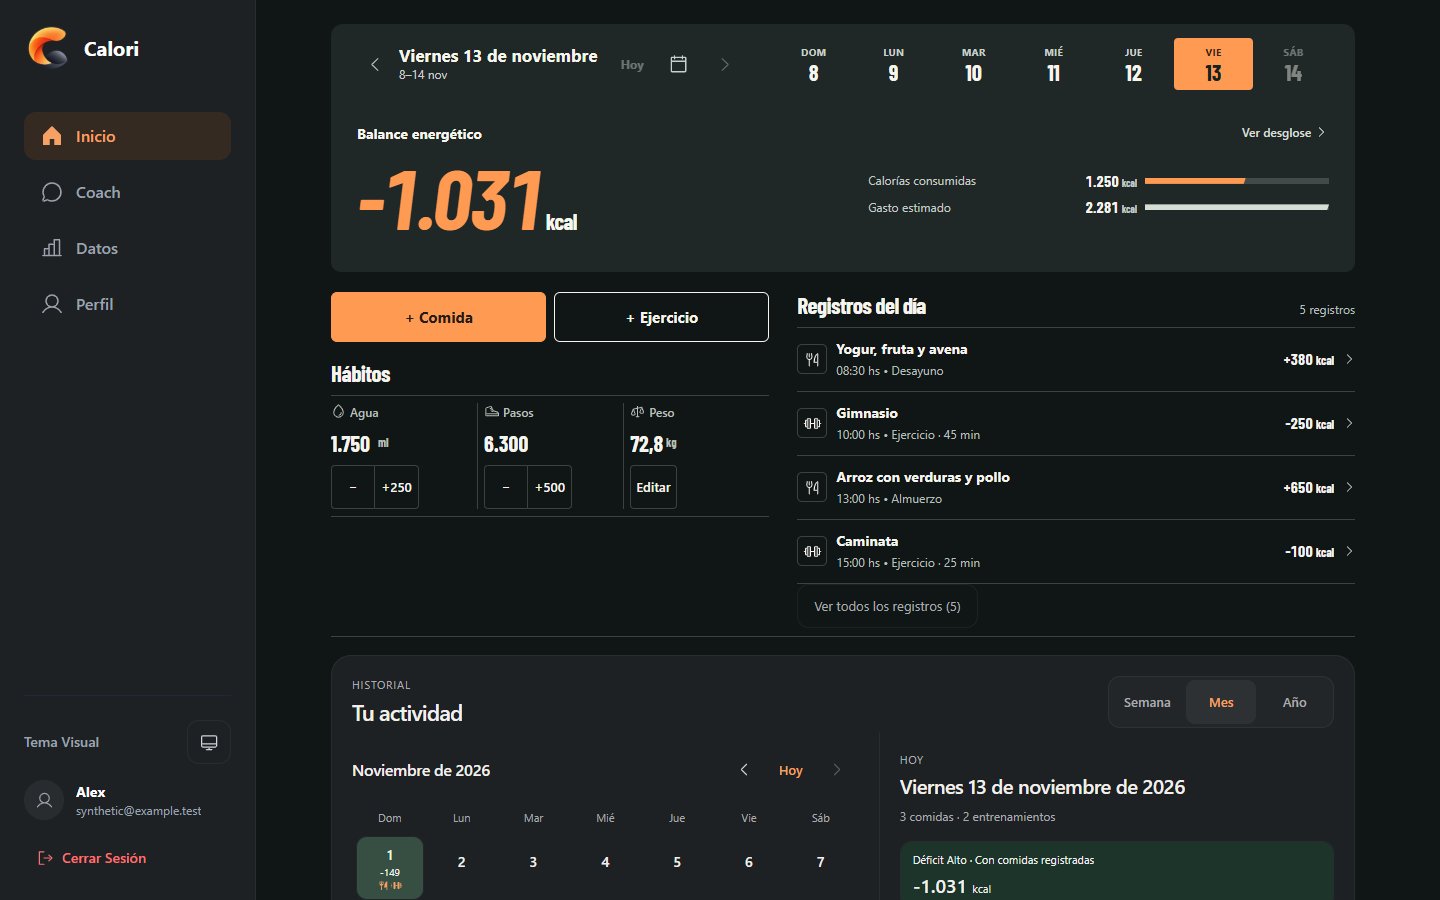 Calori
Inicio
Coach
Datos
Perfil
Tema Visual
Alex
synthetic@example.test
Cerrar Sesión
Viernes 13 de noviembre
8–14 nov
Hoy
DOM
8
LUN
9
MAR
10
MIÉ
11
JUE
12
VIE
13
SÁB
14
Balance energético
Ver desglose
-1.031 kcal
Calorías consumidas
1.250 kcal
Gasto estimado
2.281 kcal
+ Comida
+ Ejercicio
Hábitos
Agua
1.750 ml
− +250
Pasos
6.300
− +500
Peso
72,8 kg
Editar
Registros del día
5 registros
Yogur, fruta y avena
08:30 hs • Desayuno
+380 kcal
Gimnasio
10:00 hs • Ejercicio · 45 min
-250 kcal
Arroz con verduras y pollo
13:00 hs • Almuerzo
+650 kcal
Caminata
15:00 hs • Ejercicio · 25 min
-100 kcal
Ver todos los registros (5)
HISTORIAL
Tu actividad
Semana
Mes
Año
Noviembre de 2026
Hoy
Dom Lun Mar Mié Jue Vie Sáb
1 2 3 4 5 6 7
-149
HOY
Viernes 13 de noviembre de 2026
3 comidas · 2 entrenamientos
Déficit Alto · Con comidas registradas
-1.031 kcal